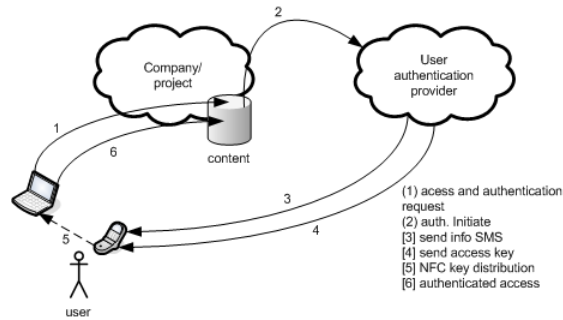 2
Company/
project
User
authentication
provider
1
6
content
3
4
5
user
(1) acess and authentication
request
(2) auth. Initiate
[3] send info SMS
[4] send access key
[5] NFC key distribution
[6] authenticated access